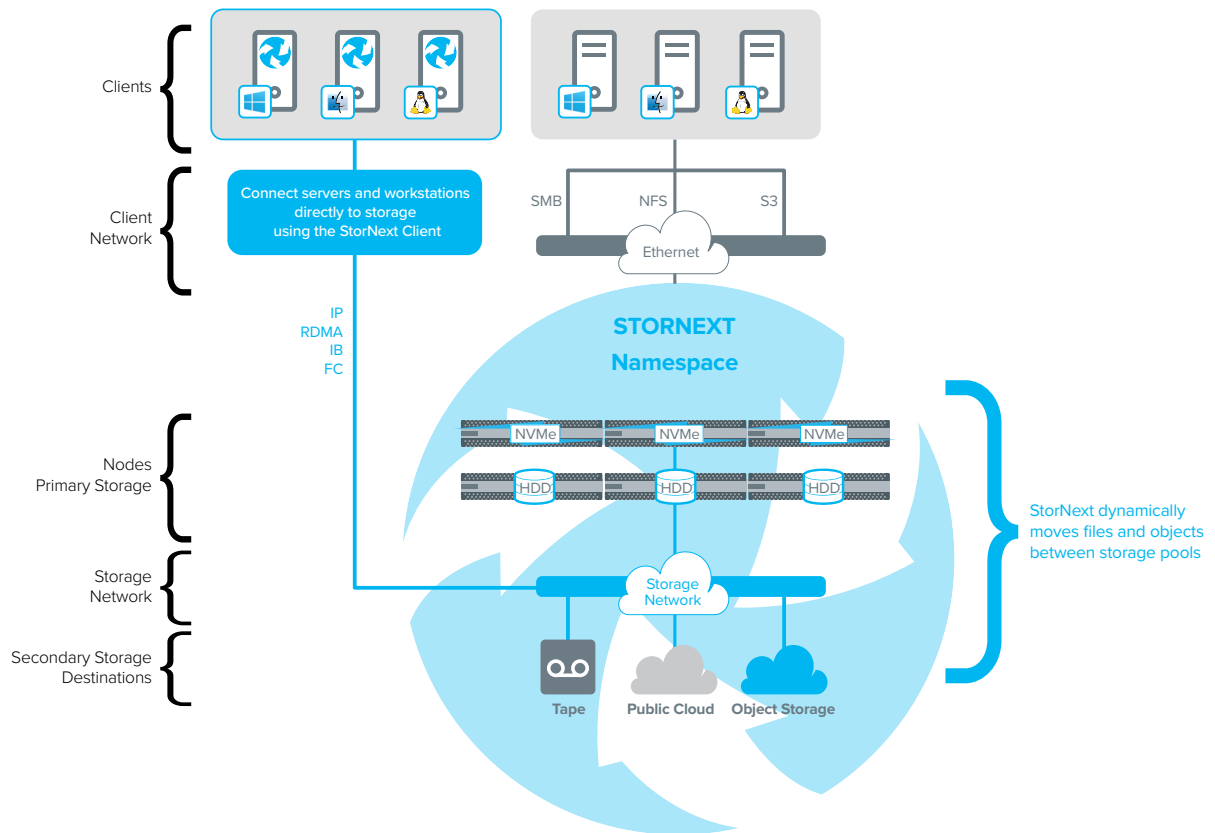 Clients
Client
Network
Connect servers and workstations
directly to storage
using the StorNext Client
SMB
NFS
S3
Ethernet
IP
RDMA
IB
FC
STORNEXT
Namespace
Nodes
Primary Storage
NVMe
NVMe
NVMe
HDD
HDD
HDD
StorNext dynamically
moves files and objects
between storage pools
Storage
Network
Storage
Network
Secondary Storage
Destinations
Tape
Public Cloud
Object Storage